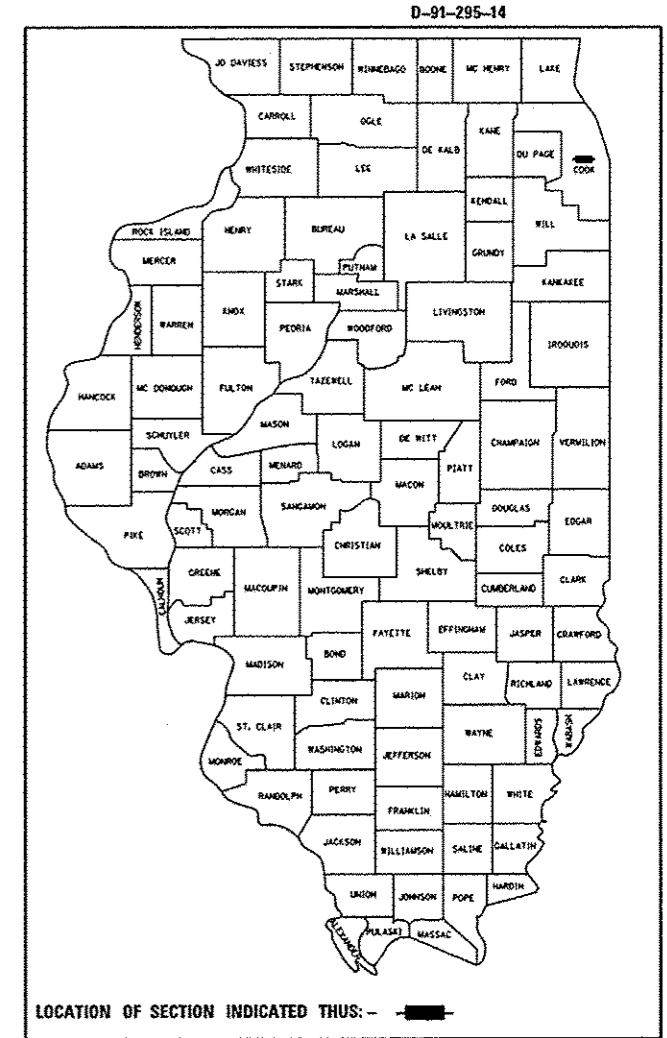 D-91-295-14
JO DAVIESS STEPHENSON WINNEBAGO BOONE MC HENRY LAKE
CARROLL OGLE DE KALB KANE DU PAGE COOK
WHITESIDE LEE KENDALL WILL
ROCK ISLAND HENRY BUREAU LA SALLE GRUNDY
MERCER PUTNAM KANKAKEE
STARK MARSHALL LIVINGSTON
HENDERSON WARREN KNOX PEORIA WOODFORD IROQUOIS
HANCOCK MC DONOUGH FULTON TAZEWELL MC LEAN FORD
SCHUYLER MASON LOGAN DE WITT CHAMPAIGN VERMILION
ADAMS BROWN CASS MENARD PIATT
MACON
PIKE SCOTT MORGAN SANGAMON MOULTRIE DOUGLAS EDGAR
CHRISTIAN COLES
CALHOUN GREENE MACOUPIN MONTGOMERY SHELBY CUMBERLAND CLARK
JERSEY FAYETTE EFFINGHAM JASPER CRAWFORD
MADISON BOND
CLINTON MARION CLAY RICHLAND LAWRENCE
ST. CLAIR WAYNE EDWARDS WABASH
MONROE WASHINGTON JEFFERSON
RANDOLPH PERRY HAMILTON WHITE
FRANKLIN
JACKSON WILLIAMSON SALINE GALLATIN
UNION JOHNSON POPE HARDIN
ALEXANDER PULASKI MASSAC
LOCATION OF SECTION INDICATED THUS: -